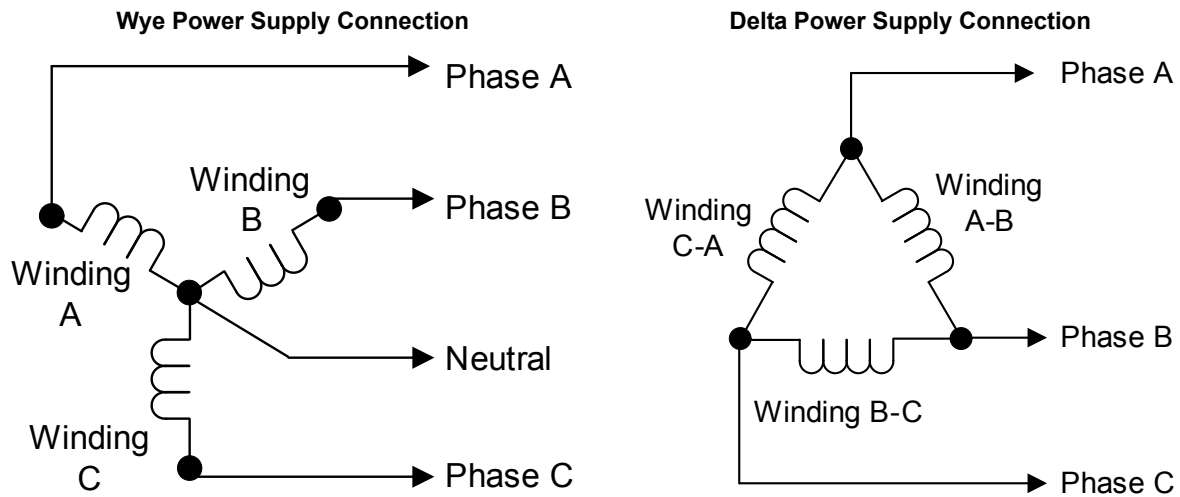 Wye Power Supply Connection
Phase A
Winding
B
Phase B
Winding
A
Neutral
Winding
C
Phase C
Delta Power Supply Connection
Phase A
Winding
C-A
Winding
A-B
Phase B
Winding B-C
Phase C